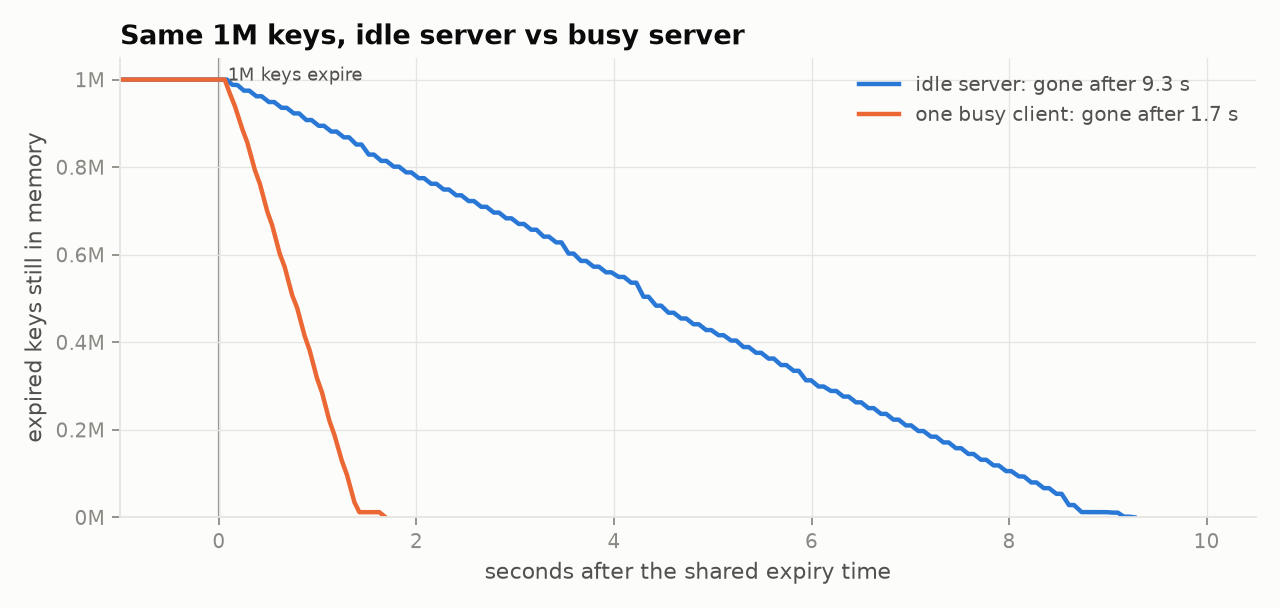 Same 1M keys, idle server vs busy server
1M keys expire
idle server: gone after 9.3 s
one busy client: gone after 1.7 s
expired keys still in memory
1M
0.8M
0.6M
0.4M
0.2M
0M
0 2 4 6 8 10
seconds after the shared expiry time